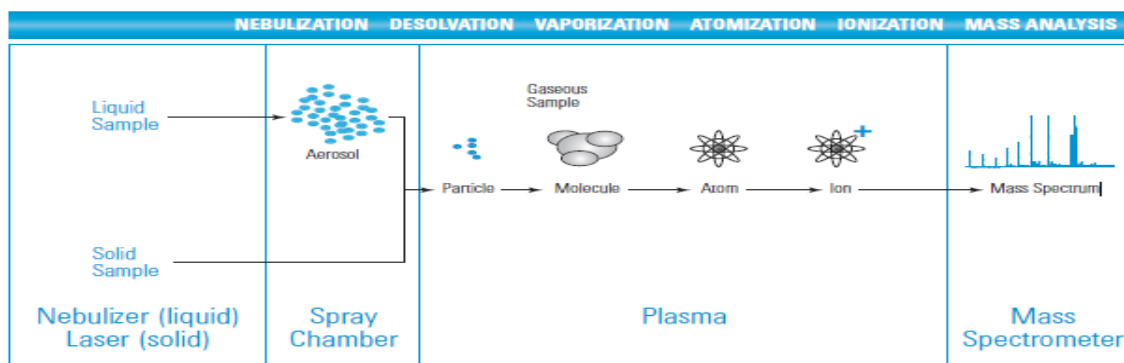 NEBULIZATION DESOLVATION VAPORIZATION ATOMIZATION IONIZATION MASS ANALYSIS
Liquid
Sample
Aerosol
Gaseous
Sample
+
Particle
Molecule
Atom
Ion
Mass Spectrum
Solid
Sample
Nebulizer (liquid)
Laser (solid)
Spray
Chamber
Plasma
Mass
Spectrometer